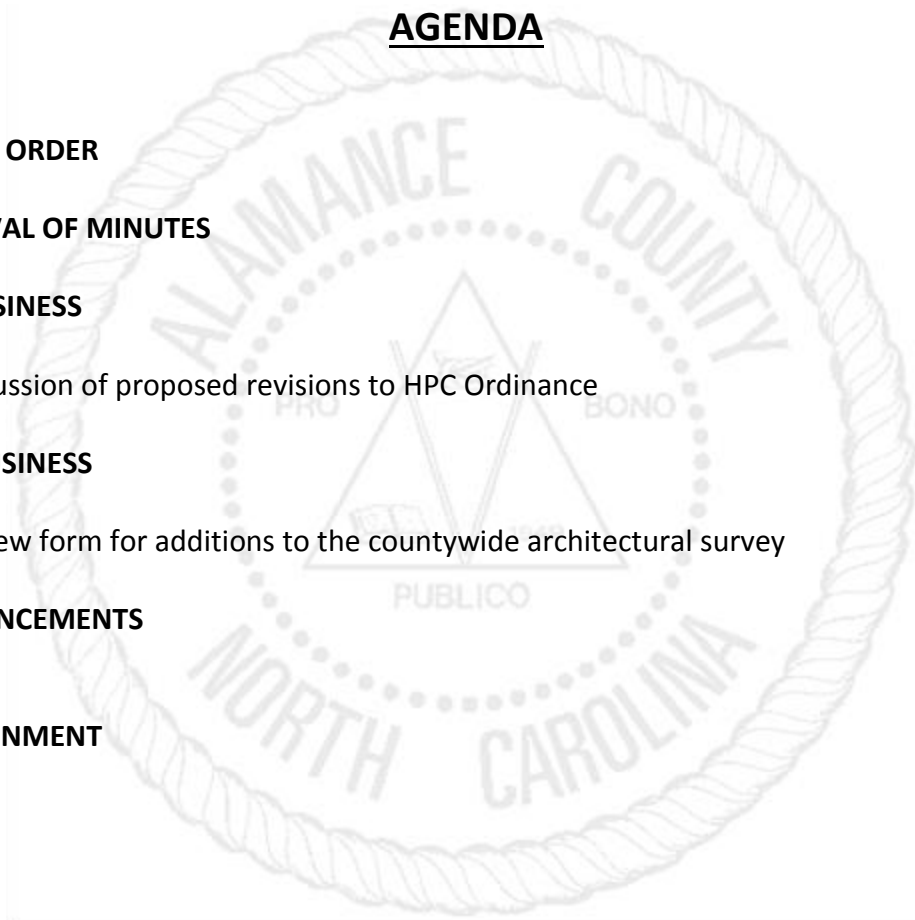 AGENDA
ORDER
VAL OF MINUTES
SINESS
ussion of proposed revisions to HPC Ordinance
SINESS
ew form for additions to the countywide architectural survey
NCEMENTS
NMENT
ALAMANCE COUNTY
PRO BONO
PUBLICO
NORTH CAROLINA